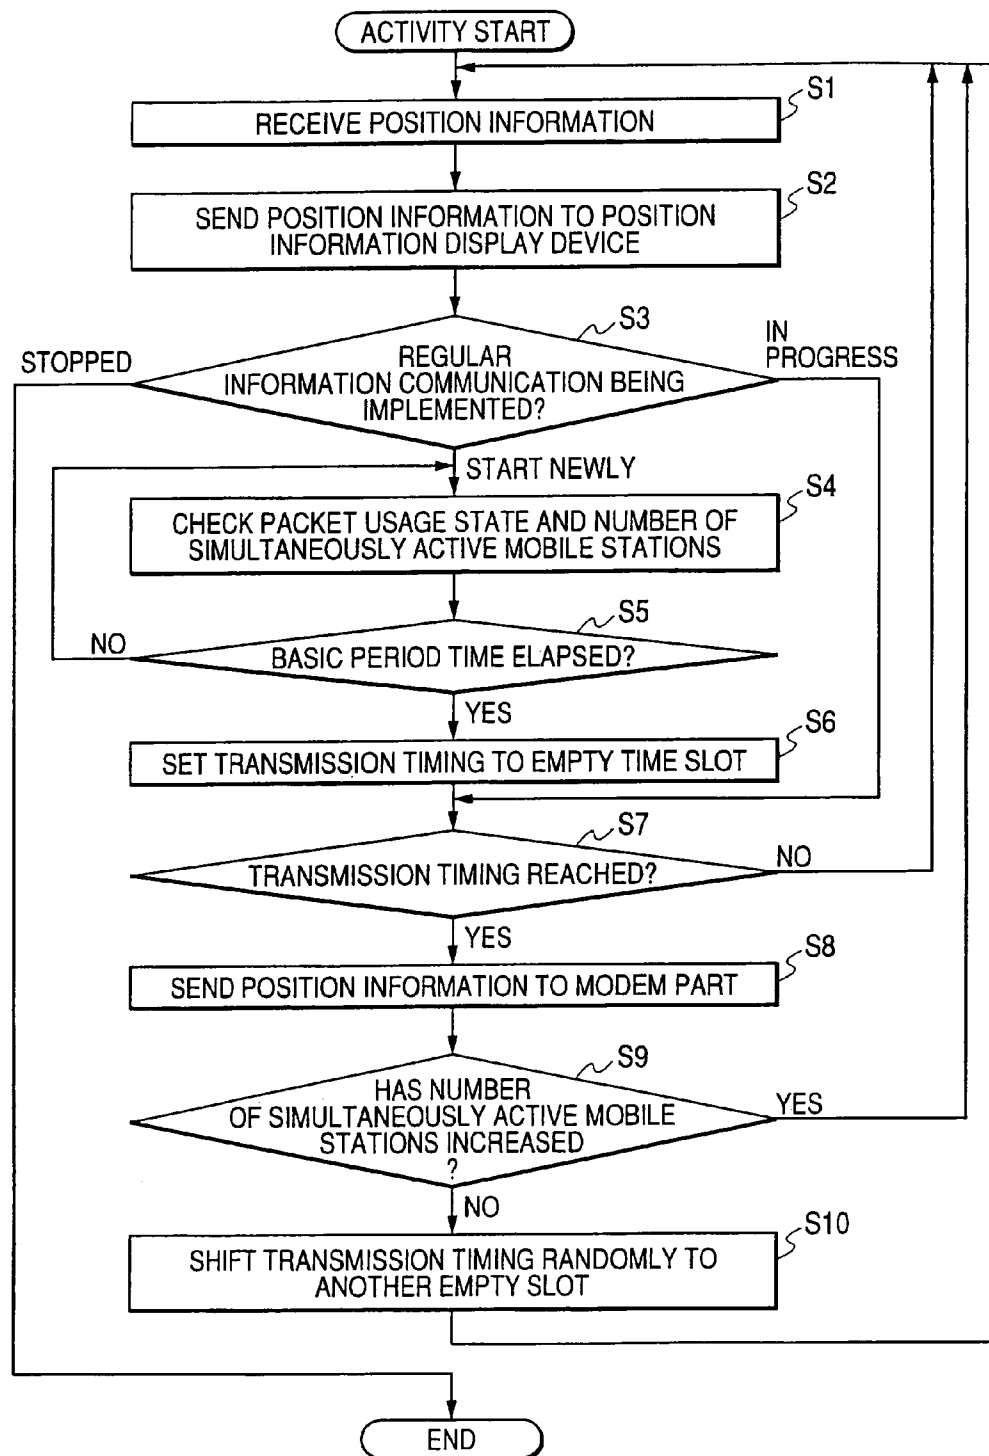 ACTIVITY START
S1
RECEIVE POSITION INFORMATION
S2
SEND POSITION INFORMATION TO POSITION
INFORMATION DISPLAY DEVICE
S3
STOPPED
IN
PROGRESS
REGULAR
INFORMATION COMMUNICATION BEING
IMPLEMENTED?
START NEWLY
S4
CHECK PACKET USAGE STATE AND NUMBER OF
SIMULTANEOUSLY ACTIVE MOBILE STATIONS
S5
NO
BASIC PERIOD TIME ELAPSED?
YES
S6
SET TRANSMISSION TIMING TO EMPTY TIME SLOT
S7
TRANSMISSION TIMING REACHED?
NO
YES
S8
SEND POSITION INFORMATION TO MODEM PART
S9
HAS NUMBER
OF SIMULTANEOUSLY ACTIVE MOBILE
STATIONS INCREASED
?
YES
NO
S10
SHIFT TRANSMISSION TIMING RANDOMLY TO
ANOTHER EMPTY SLOT
END